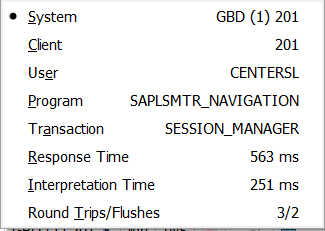 System GBD (1) 201
Client 201
User CENTERSL
Program SAPLSMTR_NAVIGATION
Transaction SESSION_MANAGER
Response Time 563 ms
Interpretation Time 251 ms
Round Trips/Flushes 3/2